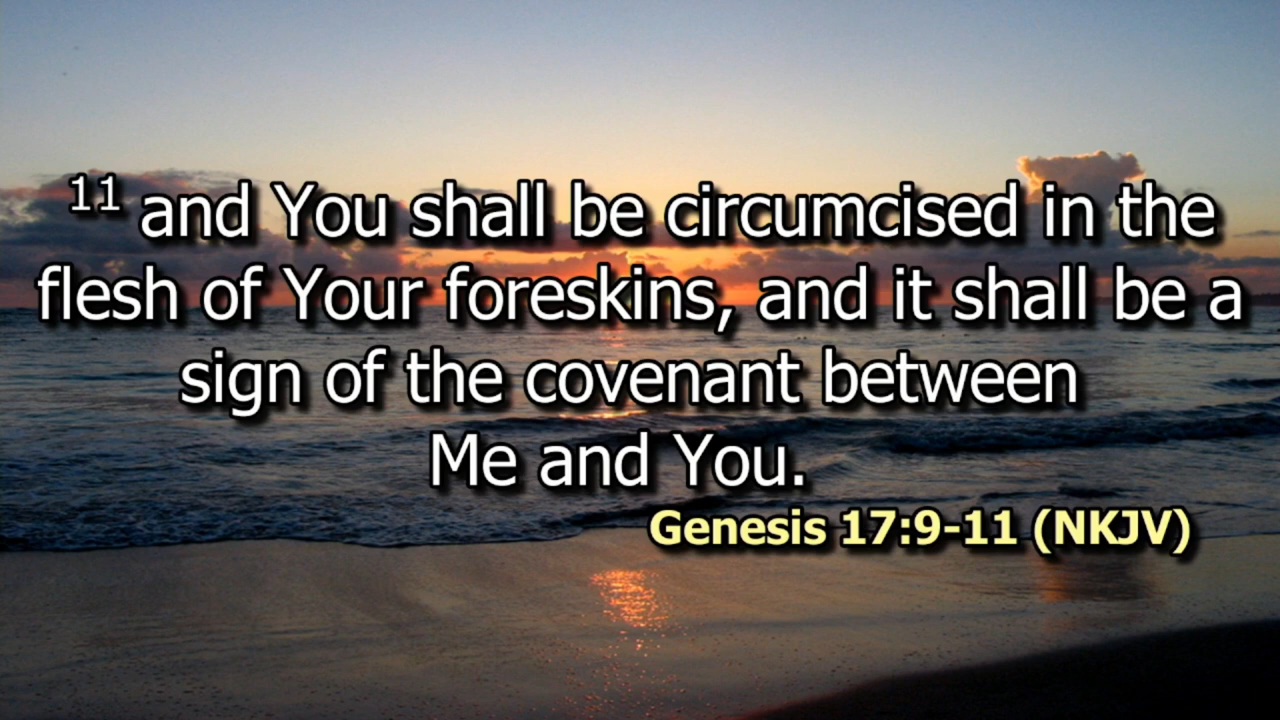 11 and You shall be circumcised in the
flesh of Your foreskins, and it shall be a
sign of the covenant between
Me and You.
Genesis 17:9-11 (NKJV)